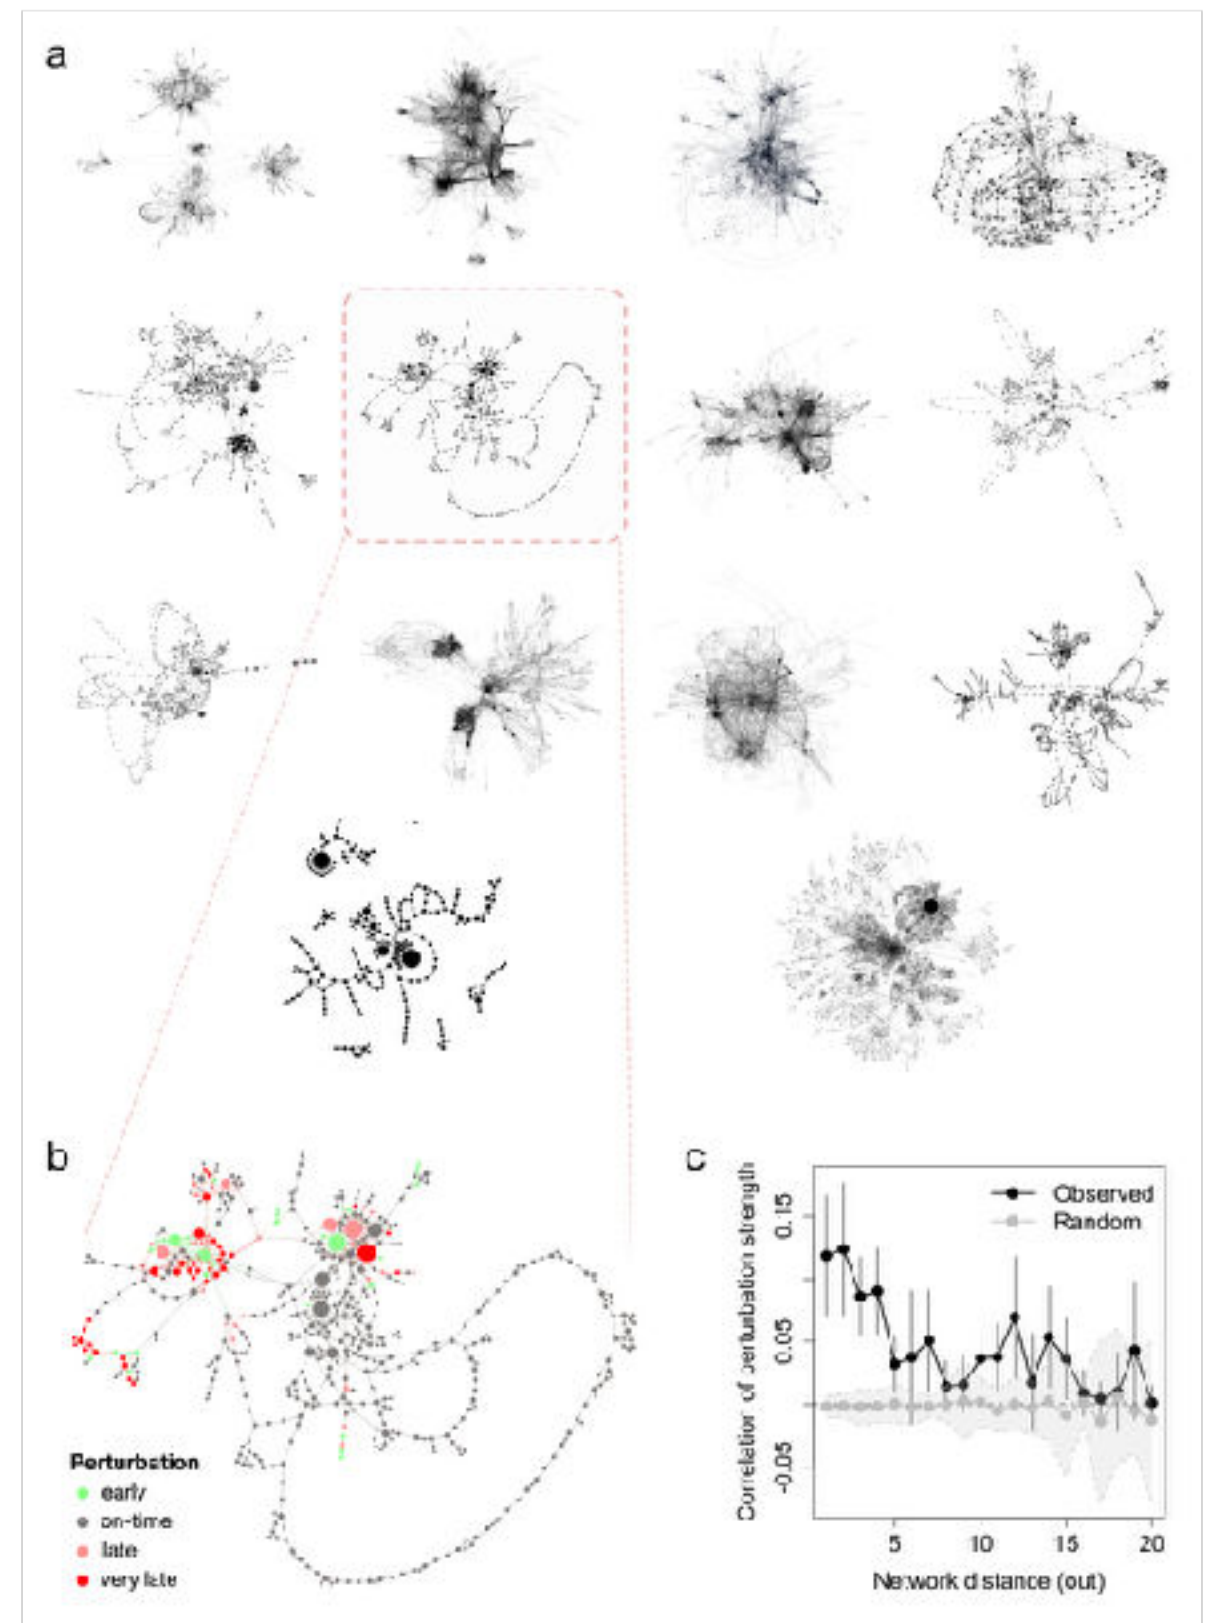 a
b
Perturbation
early
on-time
late
very late
c
Correlation of perturbation strength
0.15
0.05
-0.05
Observed
Random
5
10
15
20
Network distance (out)